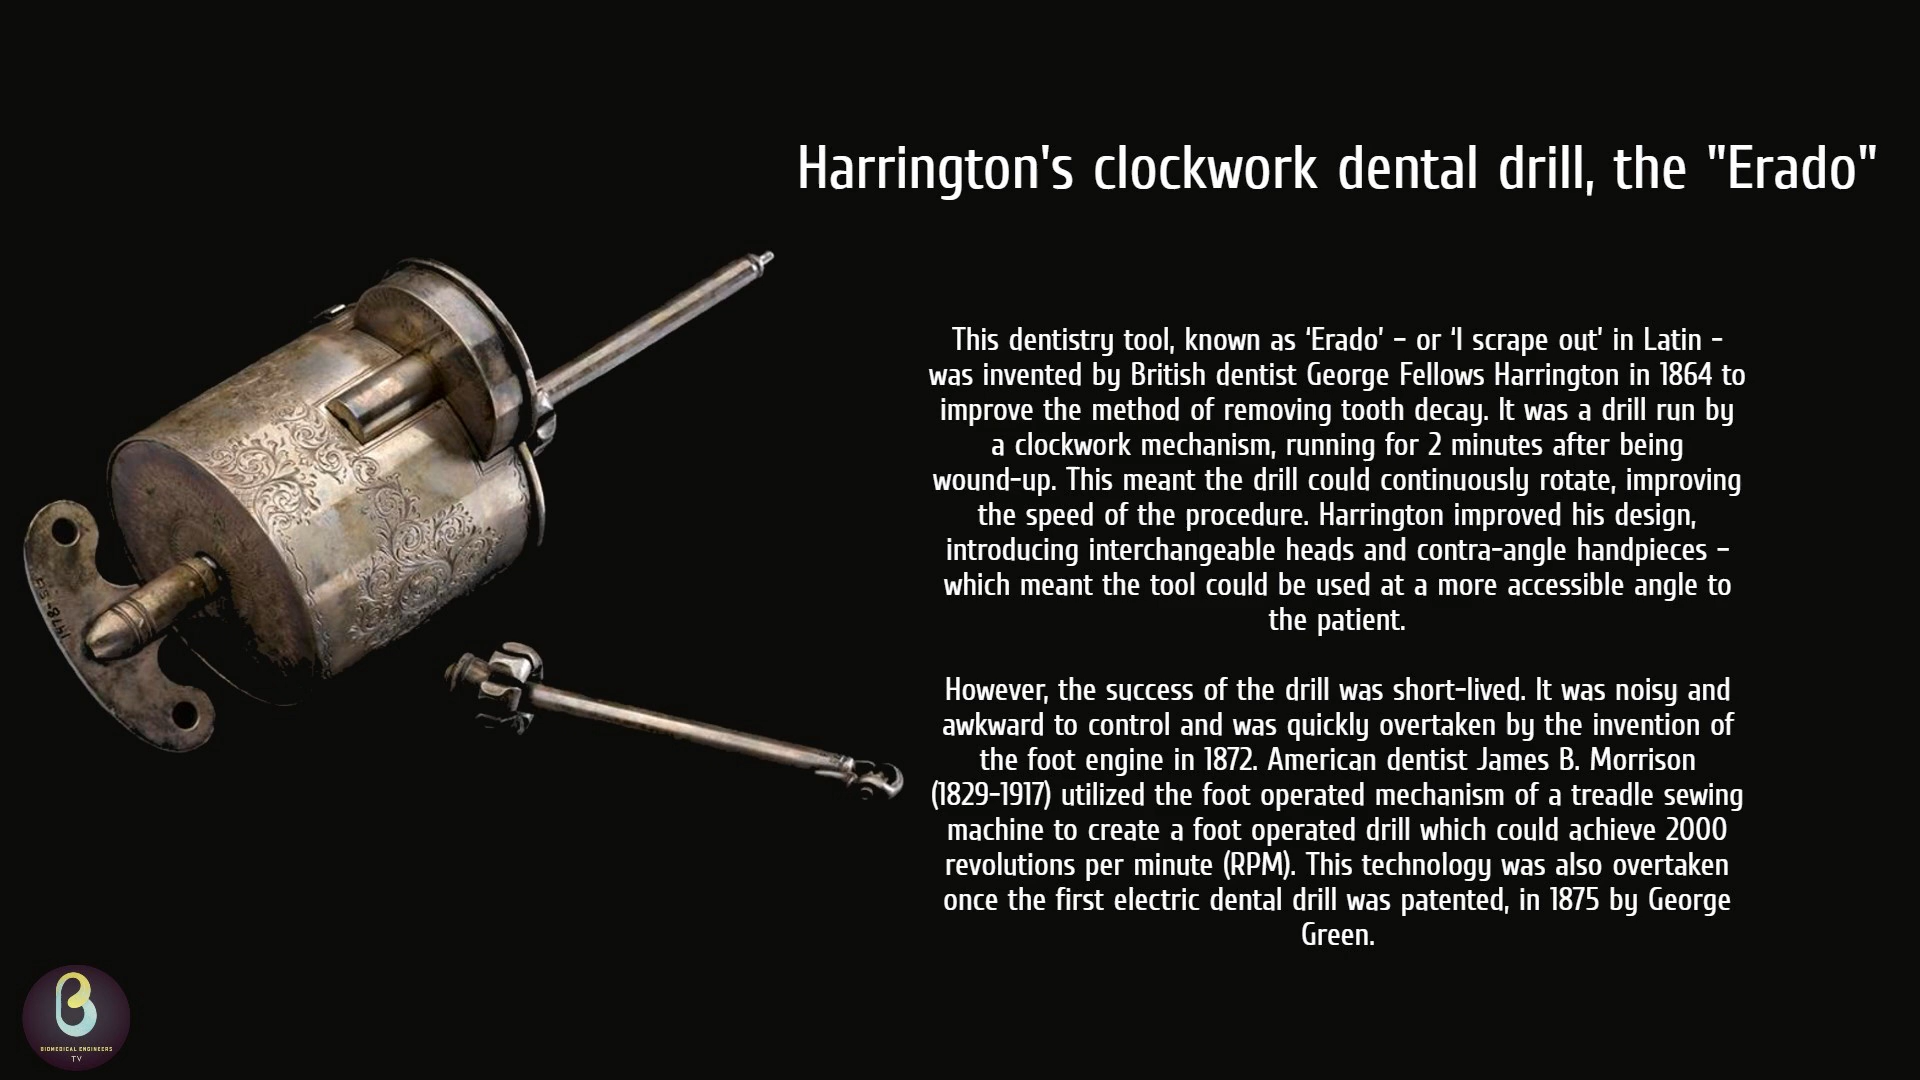 Harrington's clockwork dental drill, the "Erado"
This dentistry tool, known as ‘Erado’ – or ‘I scrape out’ in Latin –
was invented by British dentist George Fellows Harrington in 1864 to
improve the method of removing tooth decay. It was a drill run by
a clockwork mechanism, running for 2 minutes after being
wound-up. This meant the drill could continuously rotate, improving
the speed of the procedure. Harrington improved his design,
introducing interchangeable heads and contra-angle handpieces –
which meant the tool could be used at a more accessible angle to
the patient.
However, the success of the drill was short-lived. It was noisy and
awkward to control and was quickly overtaken by the invention of
the foot engine in 1872. American dentist James B. Morrison
(1829-1917) utilized the foot operated mechanism of a treadle sewing
machine to create a foot operated drill which could achieve 2000
revolutions per minute (RPM). This technology was also overtaken
once the first electric dental drill was patented, in 1875 by George
Green.
B
BIOMEDICAL ENGINEERS
TV